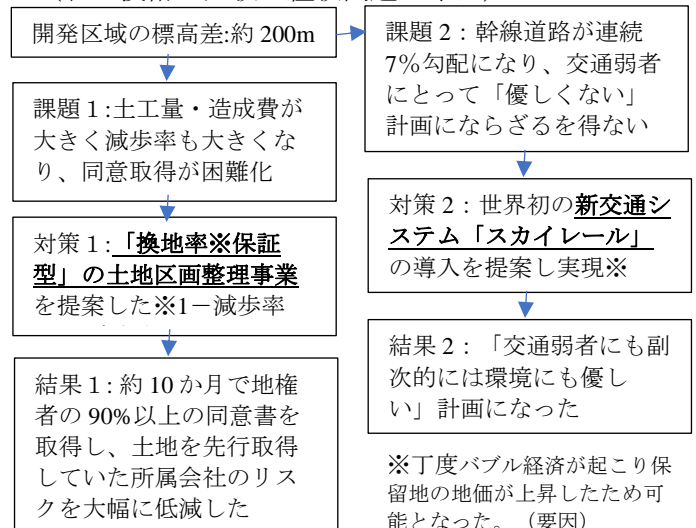 開発区域の標高差:約 200m
課題1:土工量・造成費が
大きく減歩率も大きくな
り、同意取得が困難化
対策1:「換地率※保証
型」の土地区画整理事業
を提案した※1-減歩率
結果1:約 10 か月で地権
者の 90%以上の同意書を
取得し、土地を先行取得
していた所属会社のリス
クを大幅に低減した
課題2:幹線道路が連続
7%勾配になり、交通弱者
にとって「優しくない」
計画にならざるを得ない
対策2:世界初の新交通シ
ステム「スカイレール」
の導入を提案し実現※
結果2:「交通弱者にも副
次的には環境にも優し
い」計画になった
※丁度バブル経済が起こり保
留地の地価が上昇したため可
能となった。(要因)